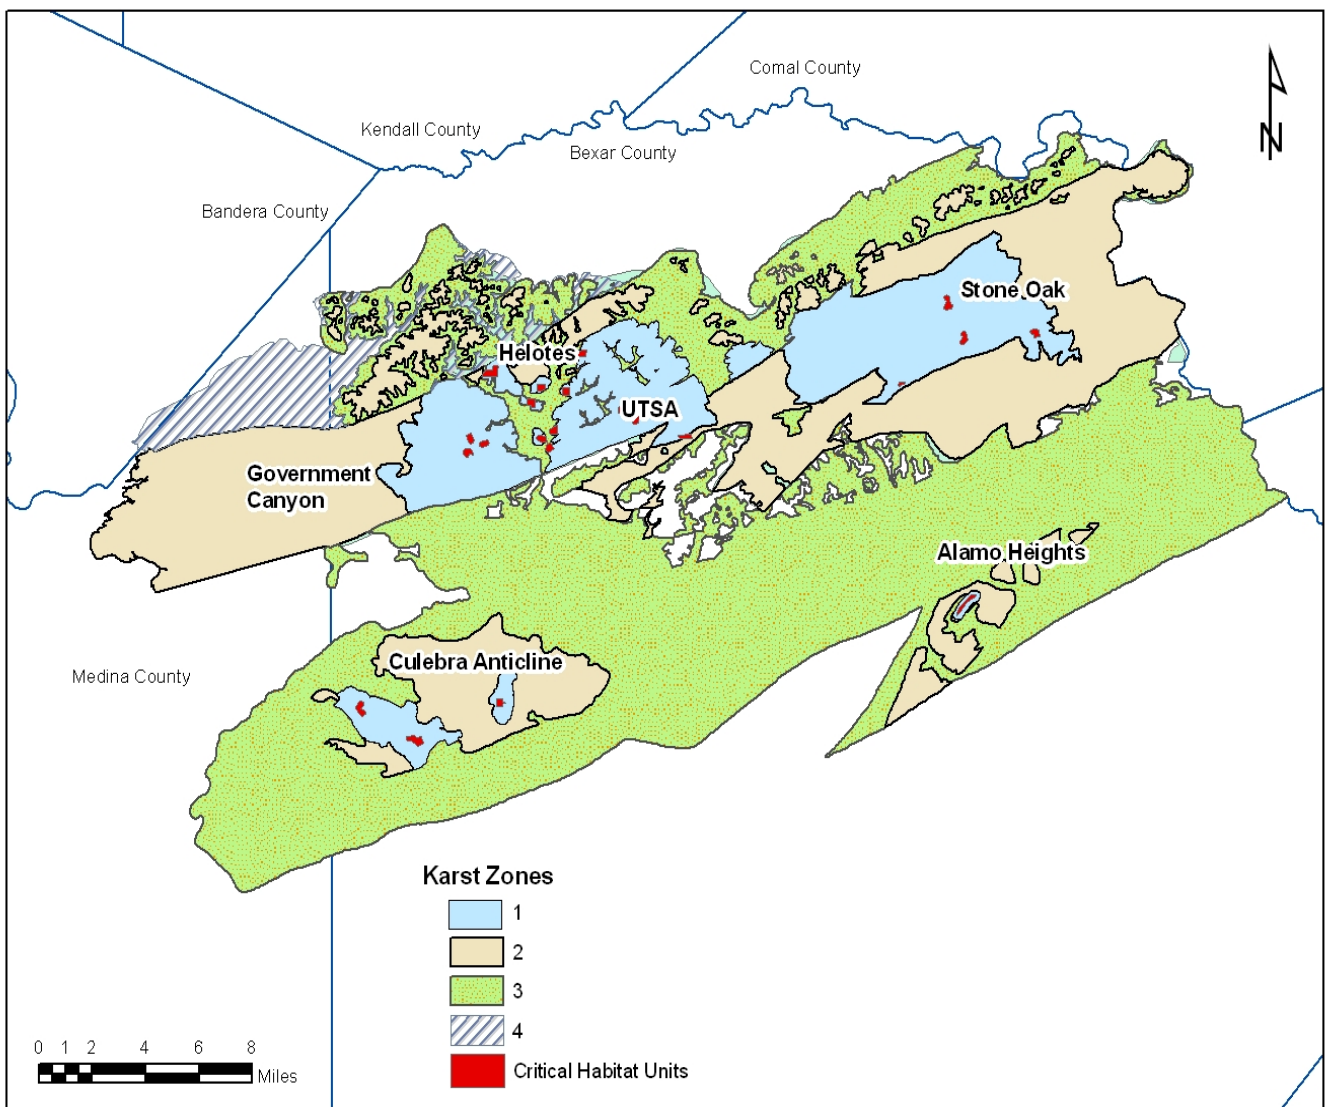 Comal County
Kendall County
Bexar County
N
Bandera County
Stone Oak
Helotes
UTSA
Government
Canyon
Alamo Heights
Culebra Anticline
Medina County
Karst Zones
1
2
3
4
Critical Habitat Units
0 1 2 4 6 8
Miles